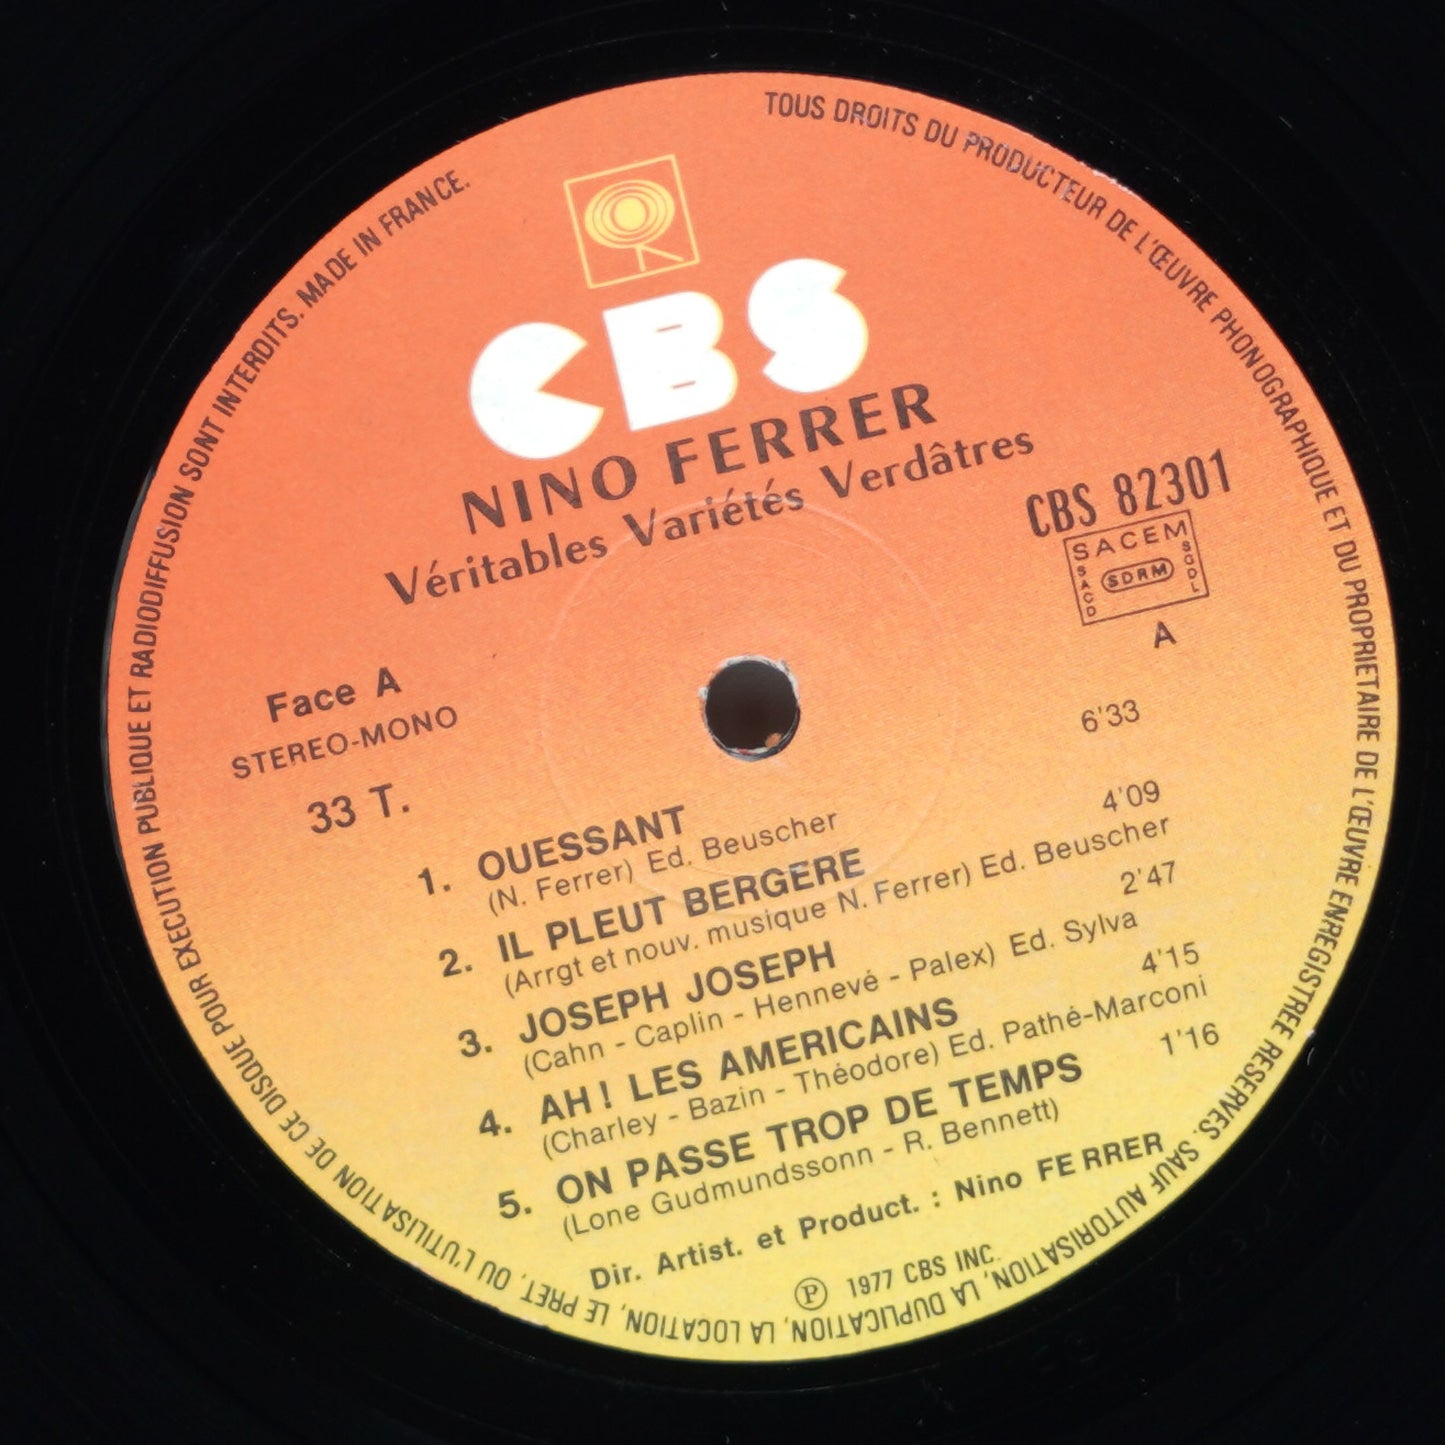 TOUS DROITS DU PRODUCTEUR DE L'ŒUVRE PHONOGRAPHIQUE ET DU PROPRIETAIRE DE L'ŒUVRE ENREGISTREE RESERVES. SAUF AUTORISATION, LA DUPLICATION, LA LOCATION, LE PRET, OU L'UTILISATION DE CE DISQUE POUR EXECUTION PUBLIQUE ET RADIODIFFUSION SONT INTERDITS. MADE IN FRANCE.
CBS
NINO FERRER
Véritables Variétés Verdâtres
CBS 82301
SACEM
SACD
SDRM
SGDL
A
Face A
STEREO-MONO
33 T.
1. OUESSANT 6'33
(N. Ferrer) Ed. Beuscher
2. IL PLEUT BERGERE 4'09
(Arrgt et nouv. musique N. Ferrer) Ed. Beuscher
3. JOSEPH JOSEPH 2'47
(Cahn - Caplin - Hennevé - Palex) Ed. Sylva
4. AH! LES AMERICAINS 4'15
(Charley - Bazin - Théodore) Ed. Pathé-Marconi
5. ON PASSE TROP DE TEMPS 1'16
(Lone Gudmundssonn - R. Bennett)
Dir. Artist. et Product. : Nino FERRER
Ⓟ 1977 CBS INC.